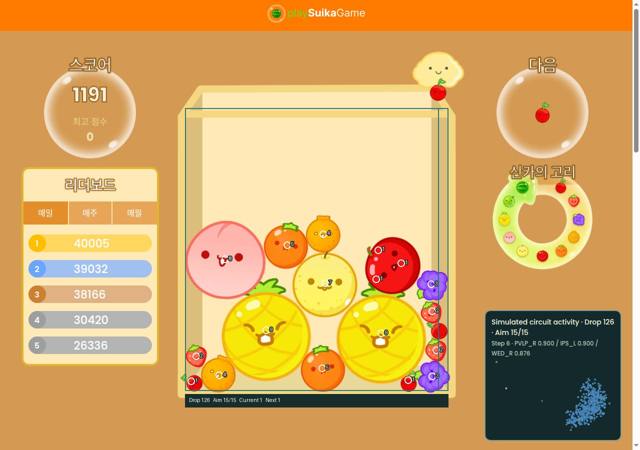 playSuikaGame
스코어
1191
최고 점수
0
리더보드
매일
매주
매월
1 40005
2 39032
3 38166
4 30420
5 26336
다음
산카의 고리
Simulated circuit activity · Drop 126
· Aim 15/15
Step 6 · PVLP_R 0.900 / IPS_L 0.900 /
WED_R 0.876
Drop 126 Aim 15/15 Current 1 Next 1